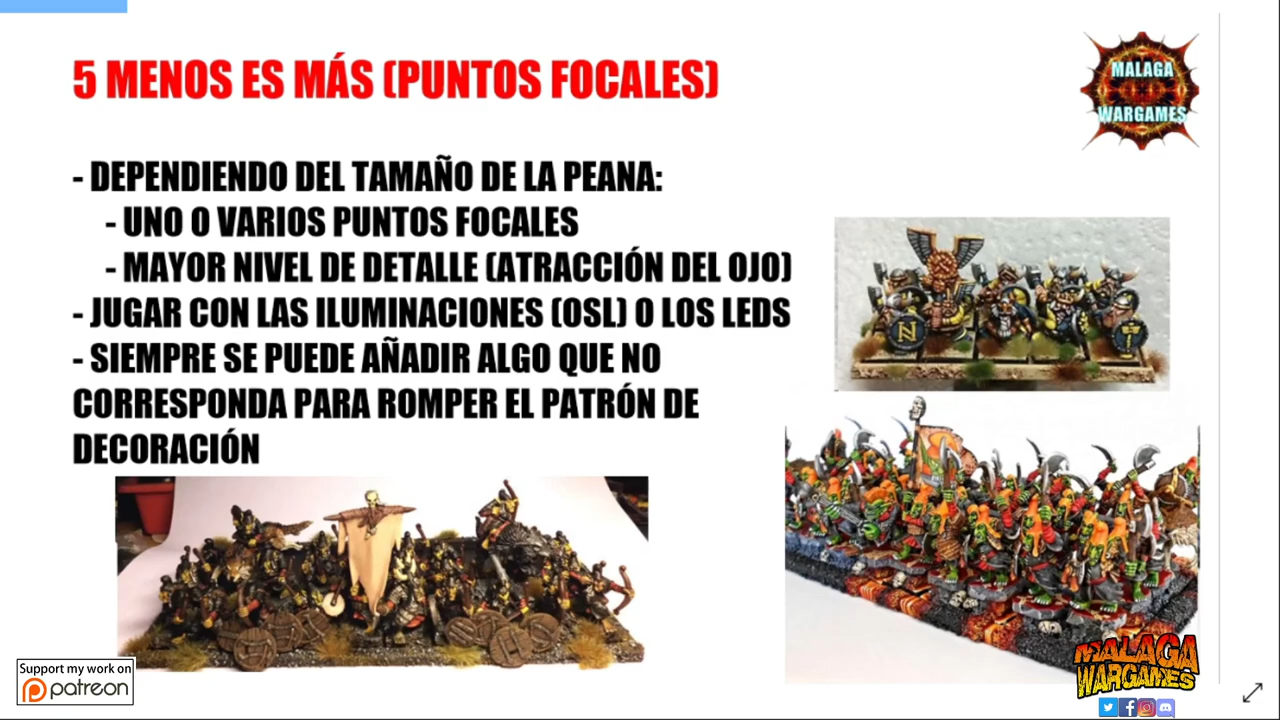 5 MENOS ES MÁS (PUNTOS FOCALES)
MALAGA
WARGAMES
- DEPENDIENDO DEL TAMAÑO DE LA PEANA:
- UNO O VARIOS PUNTOS FOCALES
- MAYOR NIVEL DE DETALLE (ATRACCIÓN DEL OJO)
- JUGAR CON LAS ILUMINACIONES (OSL) O LOS LEDS
- SIEMPRE SE PUEDE AÑADIR ALGO QUE NO
CORRESPONDA PARA ROMPER EL PATRÓN DE
DECORACIÓN
Support my work on
patreon
MALAGA
WARGAMES